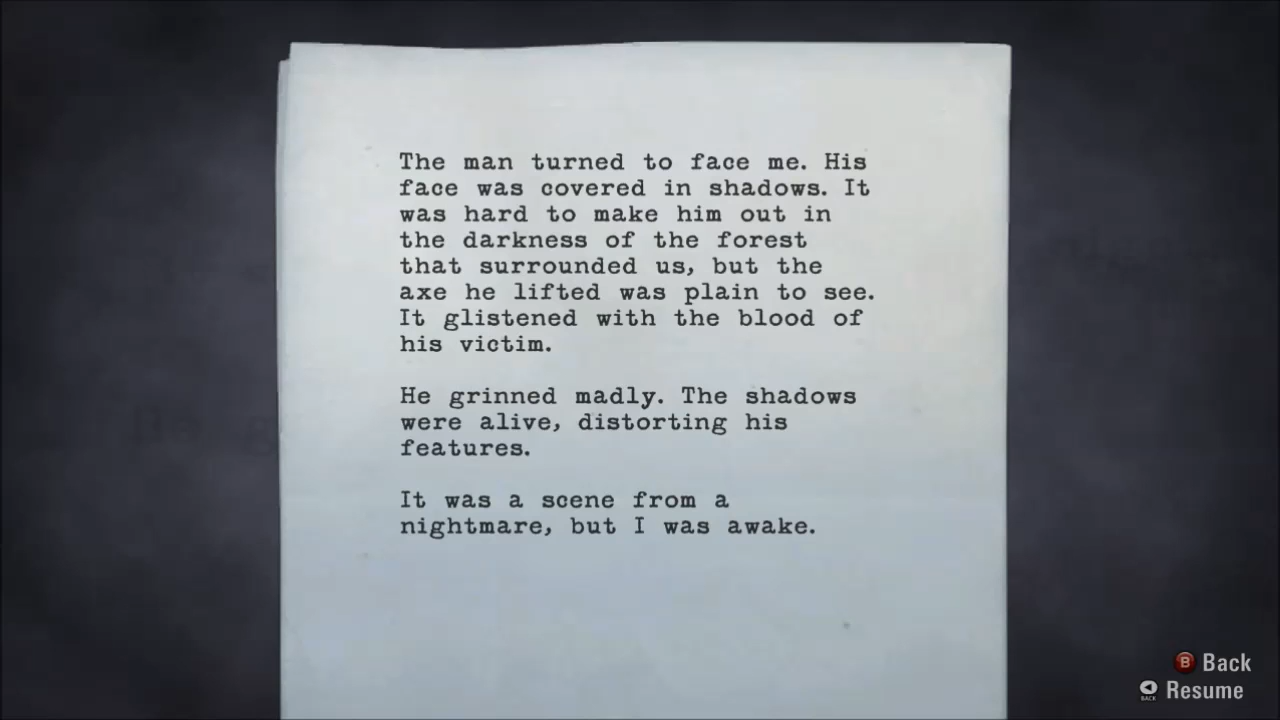 The man turned to face me. His
face was covered in shadows. It
was hard to make him out in
the darkness of the forest
that surrounded us, but the
axe he lifted was plain to see.
It glistened with the blood of
his victim.
He grinned madly. The shadows
were alive, distorting his
features.
It was a scene from a
nightmare, but I was awake.
B Back
BACK Resume